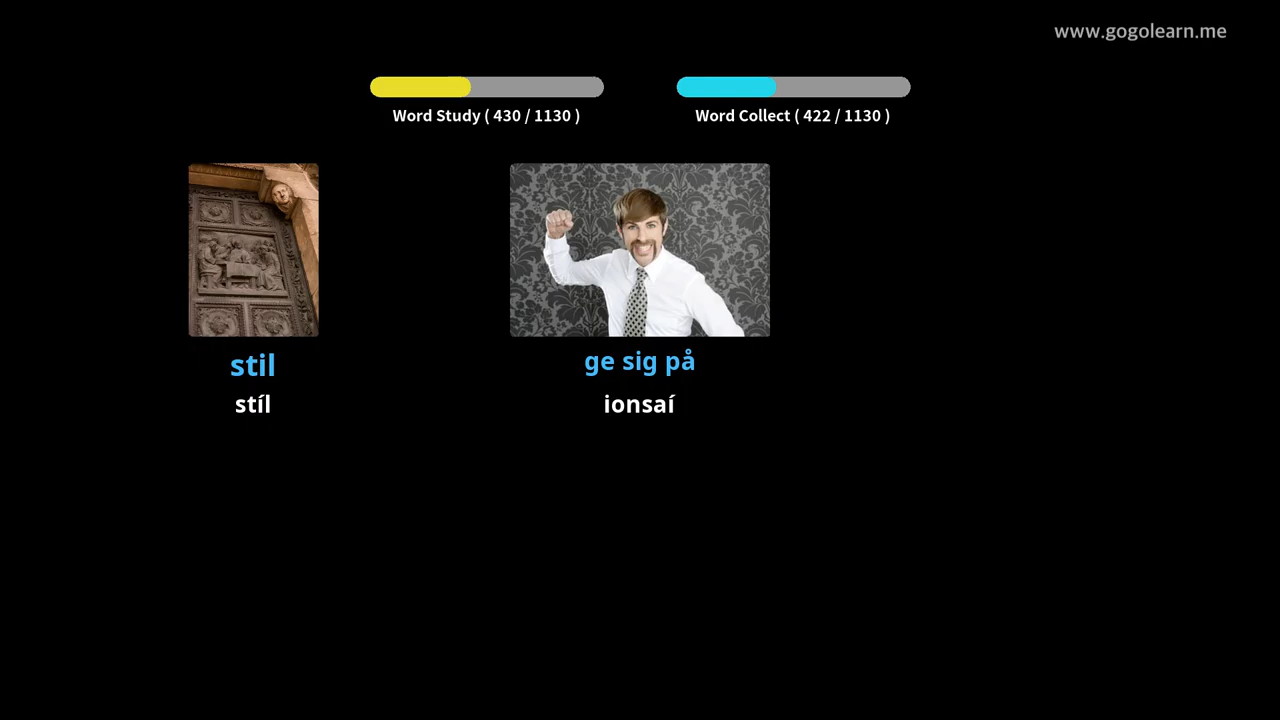 www.gogolearn.me
Word Study ( 430 / 1130 )
Word Collect ( 422 / 1130 )
stil
stíl
ge sig på
ionsaí